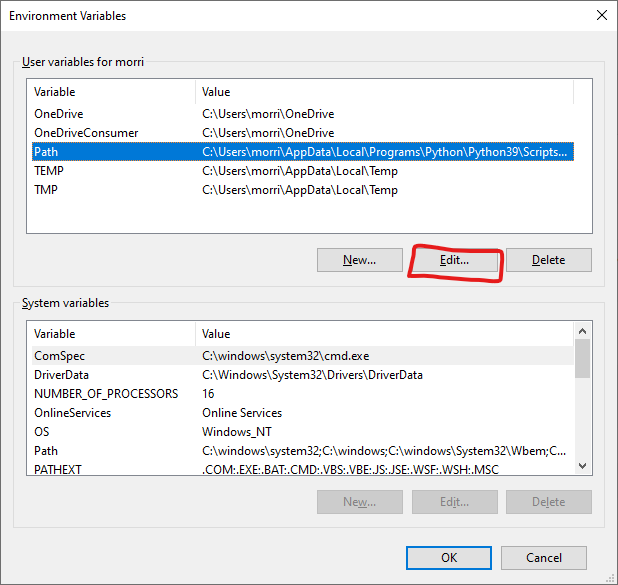 Environment Variables
User variables for morri
Variable Value
OneDrive C:\Users\morri\OneDrive
OneDriveConsumer C:\Users\morri\OneDrive
Path C:\Users\morri\AppData\Local\Programs\Python\Python39\Scripts...
TEMP C:\Users\morri\AppData\Local\Temp
TMP C:\Users\morri\AppData\Local\Temp
New... Edit... Delete
System variables
Variable Value
ComSpec C:\windows\system32\cmd.exe
DriverData C:\Windows\System32\Drivers\DriverData
NUMBER_OF_PROCESSORS 16
OnlineServices Online Services
OS Windows_NT
Path C:\windows\system32;C:\windows;C:\windows\System32\Wbem;C...
PATHEXT .COM;.EXE;.BAT;.CMD;.VBS;.VBE;.JS;.JSE;.WSF;.WSH;.MSC
New... Edit... Delete
OK Cancel